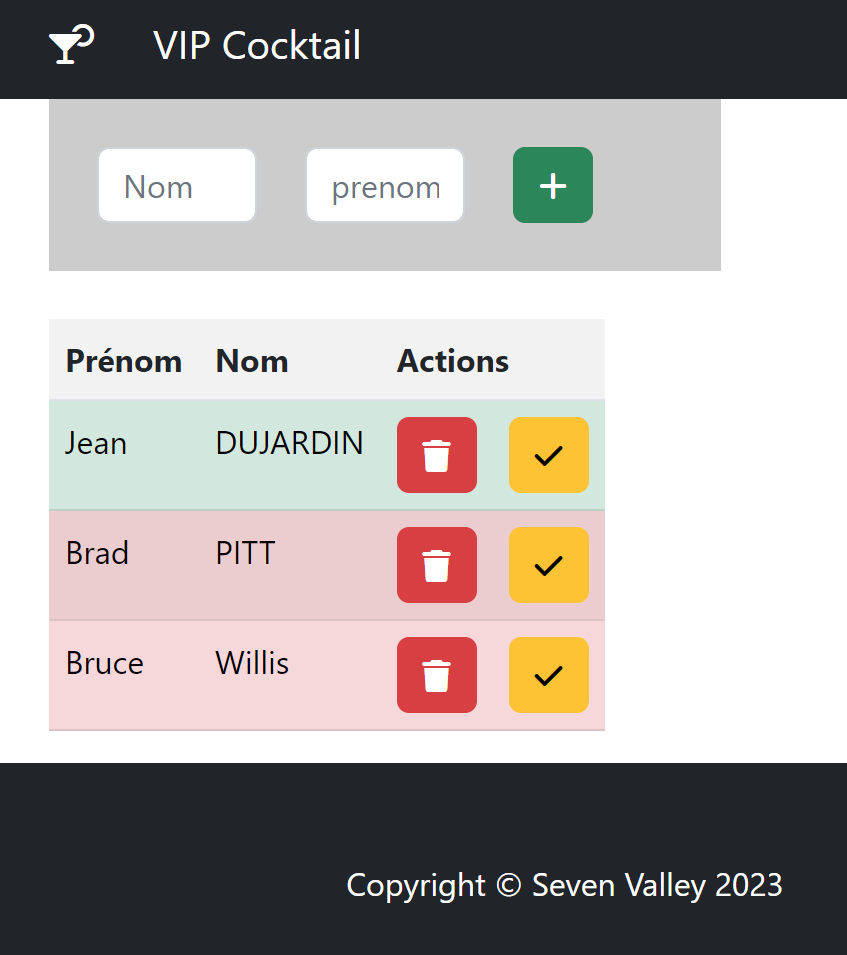 VIP Cocktail
Nom prenom
Prénom Nom Actions
Jean DUJARDIN
Brad PITT
Bruce Willis
Copyright © Seven Valley 2023